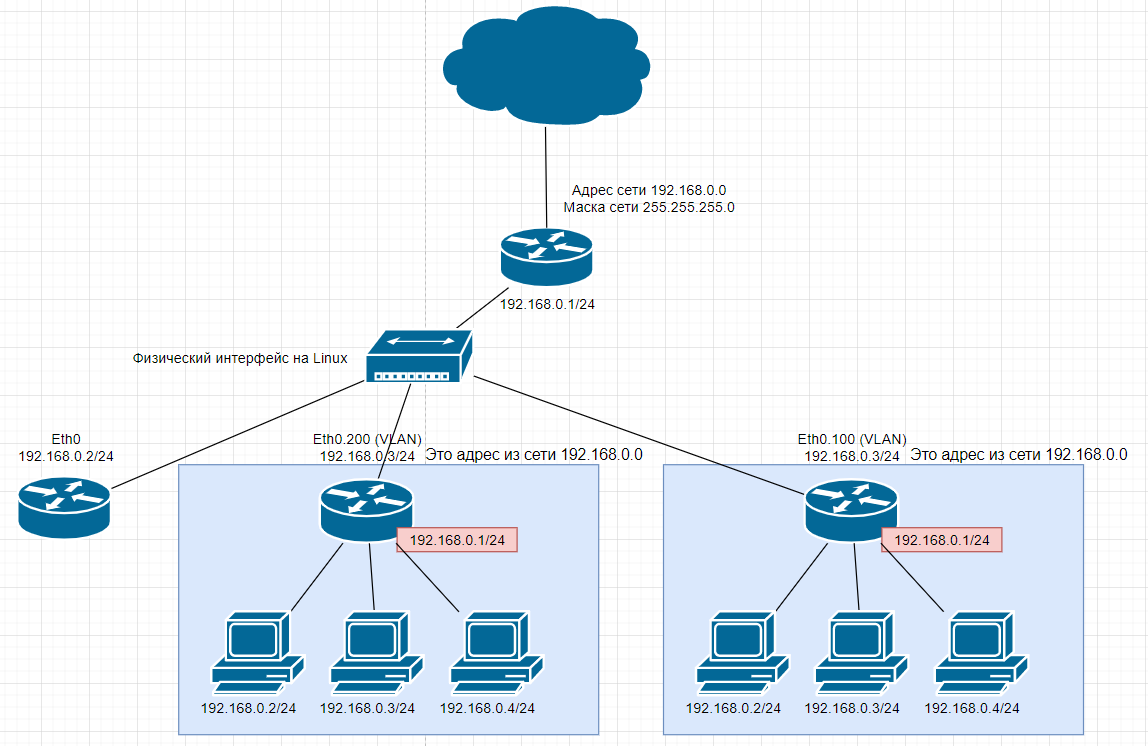 Адрес сети 192.168.0.0
Маска сети 255.255.255.0
192.168.0.1/24
Физический интерфейс на Linux
Eth0
192.168.0.2/24
Eth0.200 (VLAN)
192.168.0.3/24 Это адрес из сети 192.168.0.0
Eth0.100 (VLAN)
192.168.0.3/24 Это адрес из сети 192.168.0.0
192.168.0.1/24
192.168.0.1/24
192.168.0.2/24
192.168.0.3/24
192.168.0.4/24
192.168.0.2/24
192.168.0.3/24
192.168.0.4/24